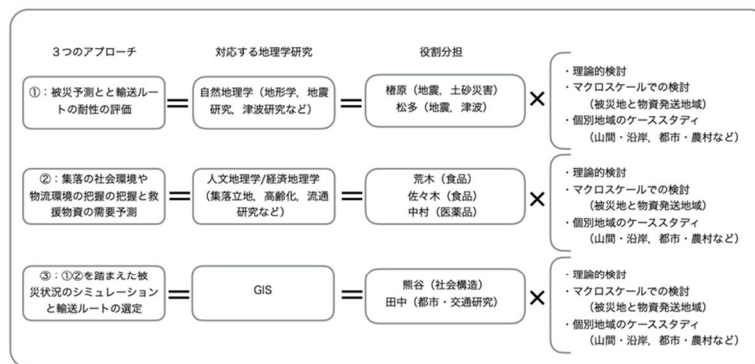 3つのアプローチ
対応する地理学研究
役割分担
①：被災予測とと輸送ルー
トの耐性の評価
=
自然地理学（地形学，地震
研究，津波研究など）
=
楮原（地震，土砂災害）
松多（地震，津波）
×
・理論的検討
・マクロスケールでの検討
（被災地と物資発送地域）
・個別地域のケーススタディ
（山間・沿岸，都市・農村など）
②：集落の社会環境や
物流環境の把握の把握と救
援物資の需要予測
=
人文地理学/経済地理学
（集落立地，高齢化，流通
研究など）
=
荒木（食品）
佐々木（食品）
中村（医薬品）
×
・理論的検討
・マクロスケールでの検討
（被災地と物資発送地域）
・個別地域のケーススタディ
（山間・沿岸，都市・農村など）
③：①②を踏まえた被
災状況のシミュレーション
と輸送ルートの選定
=
GIS
=
熊谷（社会構造）
田中（都市・交通研究）
×
・理論的検討
・マクロスケールでの検討
（被災地と物資発送地域）
・個別地域のケーススタディ
（山間・沿岸，都市・農村など）